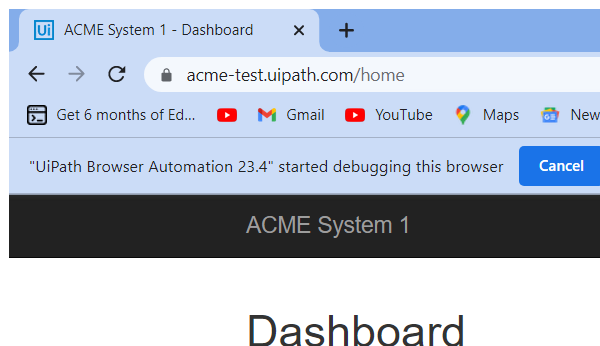 Ui ACME System 1 - Dashboard
acme-test.uipath.com/home
Get 6 months of Ed... Gmail YouTube Maps New
"UiPath Browser Automation 23.4" started debugging this browser Cancel
ACME System 1
Dashboard